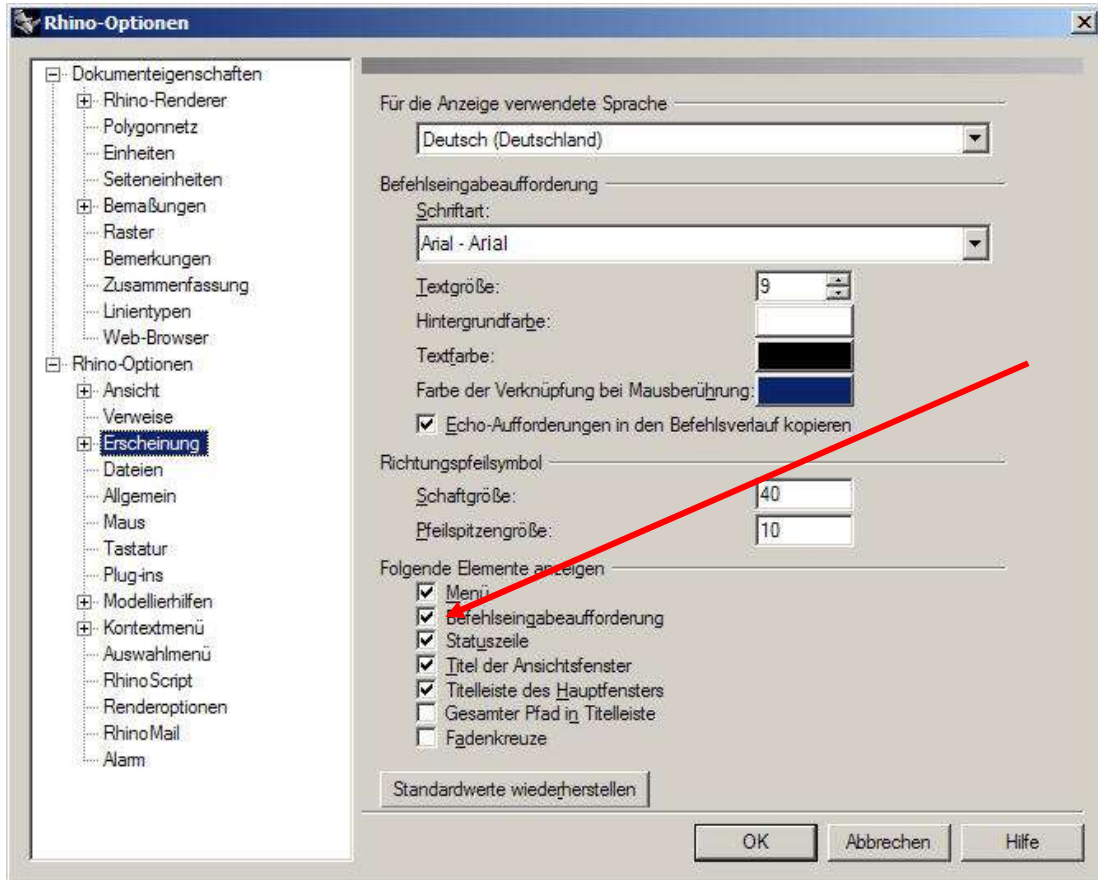 Rhino-Optionen
Dokumenteigenschaften
Rhino-Renderer
Polygonnetz
Einheiten
Seiteneinheiten
Bemaßungen
Raster
Bemerkungen
Zusammenfassung
Linientypen
Web-Browser
Rhino-Optionen
Ansicht
Verweise
Erscheinung
Dateien
Allgemein
Maus
Tastatur
Plug-ins
Modellierhilfen
Kontextmenü
Auswahlmenü
RhinoScript
Renderoptionen
RhinoMail
Alarm
Für die Anzeige verwendete Sprache
Deutsch (Deutschland)
Befehlseingabeaufforderung
Schriftart:
Arial - Arial
Textgröße: 9
Hintergrundfarbe:
Textfarbe:
Farbe der Verknüpfung bei Mausberührung:
Echo-Aufforderungen in den Befehlsverlauf kopieren
Richtungspfeilsymbol
Schaftgröße: 40
Pfeilspitzengröße: 10
Folgende Elemente anzeigen
Menü
Befehlseingabeaufforderung
Statuszeile
Titel der Ansichtsfenster
Titelleiste des Hauptfensters
Gesamter Pfad in Titelleiste
Fadenkreuze
Standardwerte wiederherstellen
OK Abbrechen Hilfe